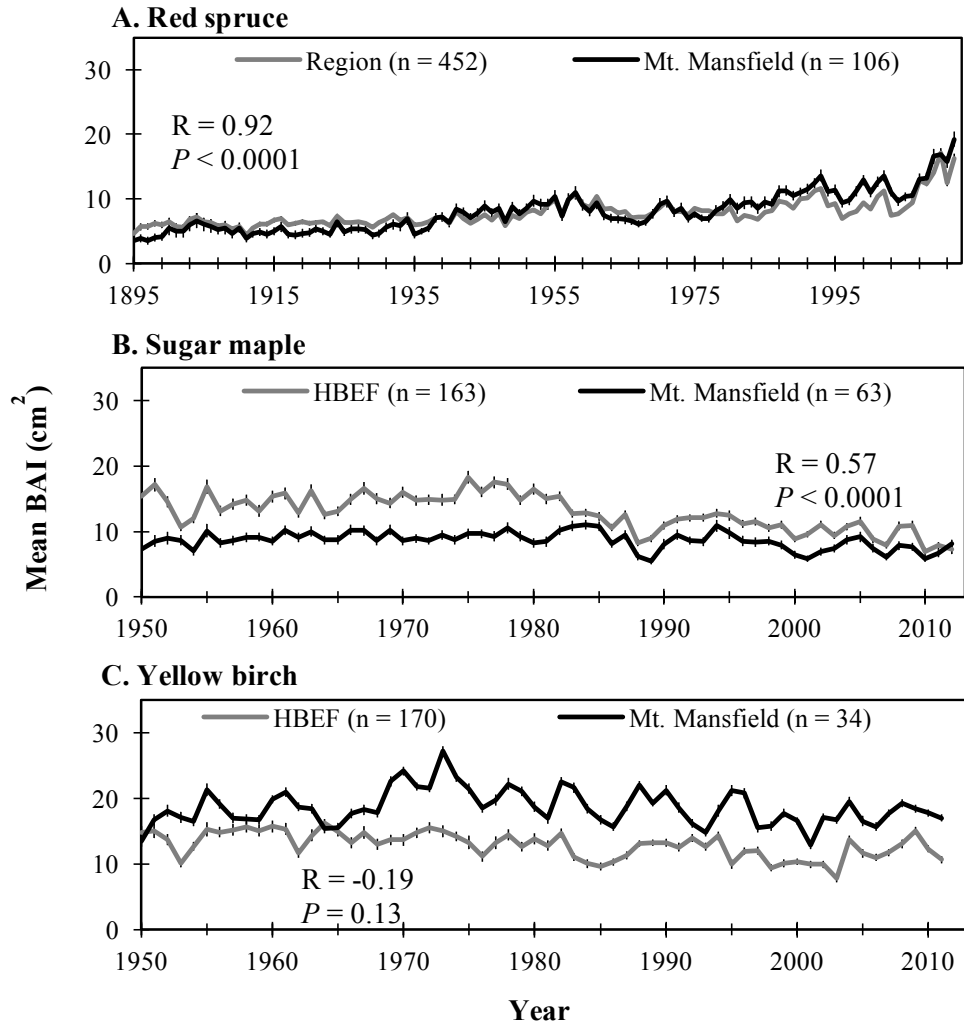 A. Red spruce
30
20
10
0
Region (n = 452)
Mt. Mansfield (n = 106)
R = 0.92
P < 0.0001
1895 1915 1935 1955 1975 1995
B. Sugar maple
30
20
10
0
HBEF (n = 163)
Mt. Mansfield (n = 63)
R = 0.57
P < 0.0001
1950 1960 1970 1980 1990 2000 2010
Mean BAI (cm²)
C. Yellow birch
30
20
10
0
HBEF (n = 170)
Mt. Mansfield (n = 34)
R = -0.19
P = 0.13
1950 1960 1970 1980 1990 2000 2010
Year